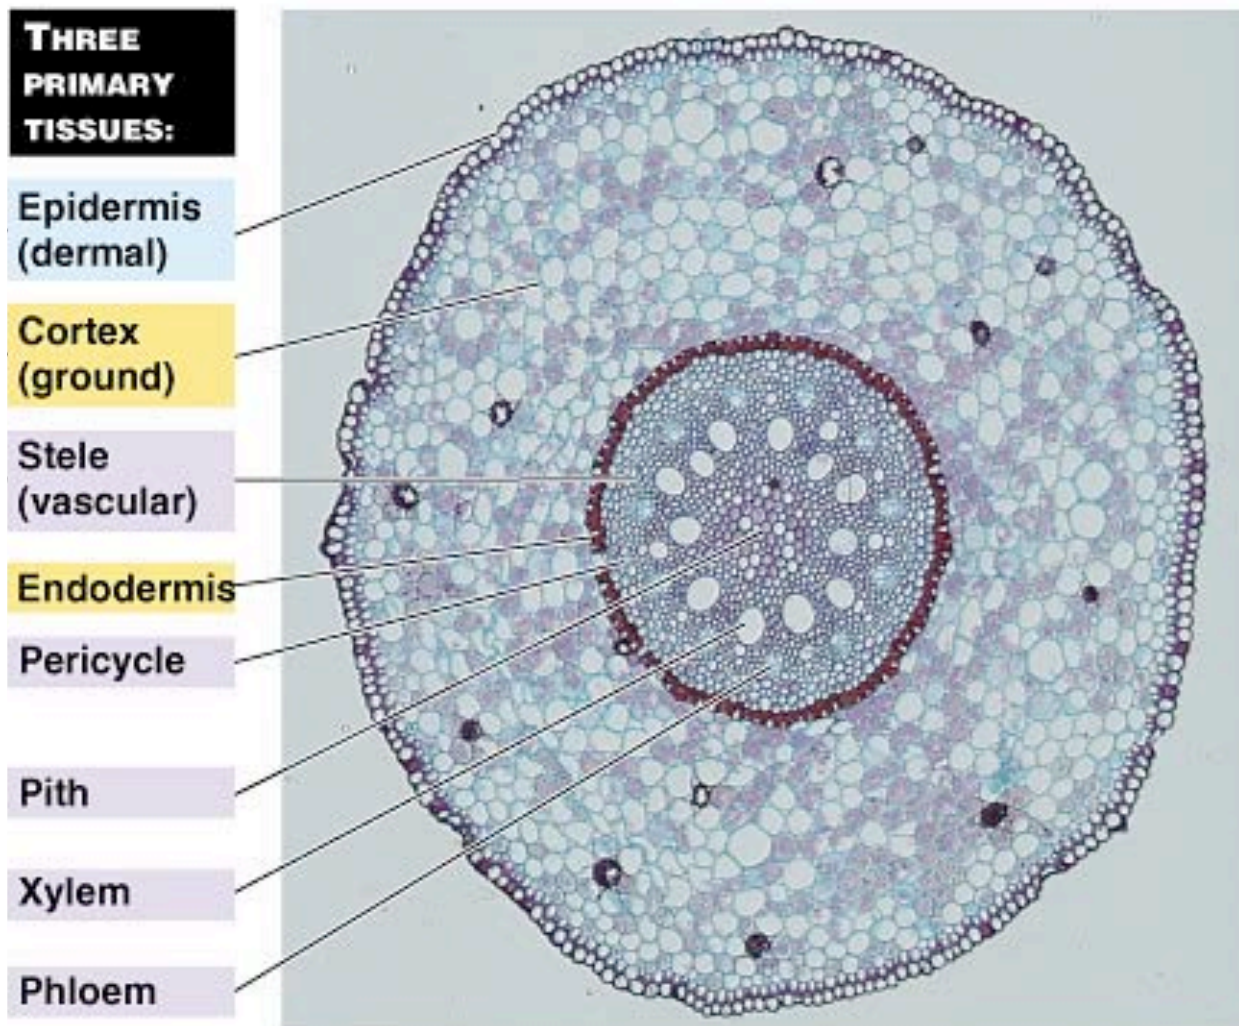 THREE
PRIMARY
TISSUES:
Epidermis
(dermal)
Cortex
(ground)
Stele
(vascular)
Endodermis
Pericycle
Pith
Xylem
Phloem